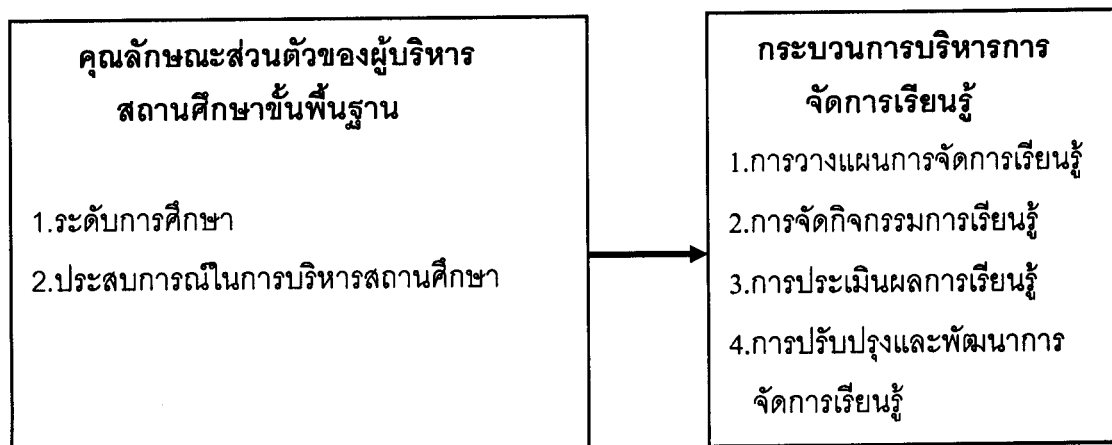 คุณลักษณะส่วนตัวของผู้บริหาร
สถานศึกษาขั้นพื้นฐาน
1.ระดับการศึกษา
2.ประสบการณ์ในการบริหารสถานศึกษา
กระบวนการบริหารการ
จัดการเรียนรู้
1.การวางแผนการจัดการเรียนรู้
2.การจัดกิจกรรมการเรียนรู้
3.การประเมินผลการเรียนรู้
4.การปรับปรุงและพัฒนาการ
จัดการเรียนรู้